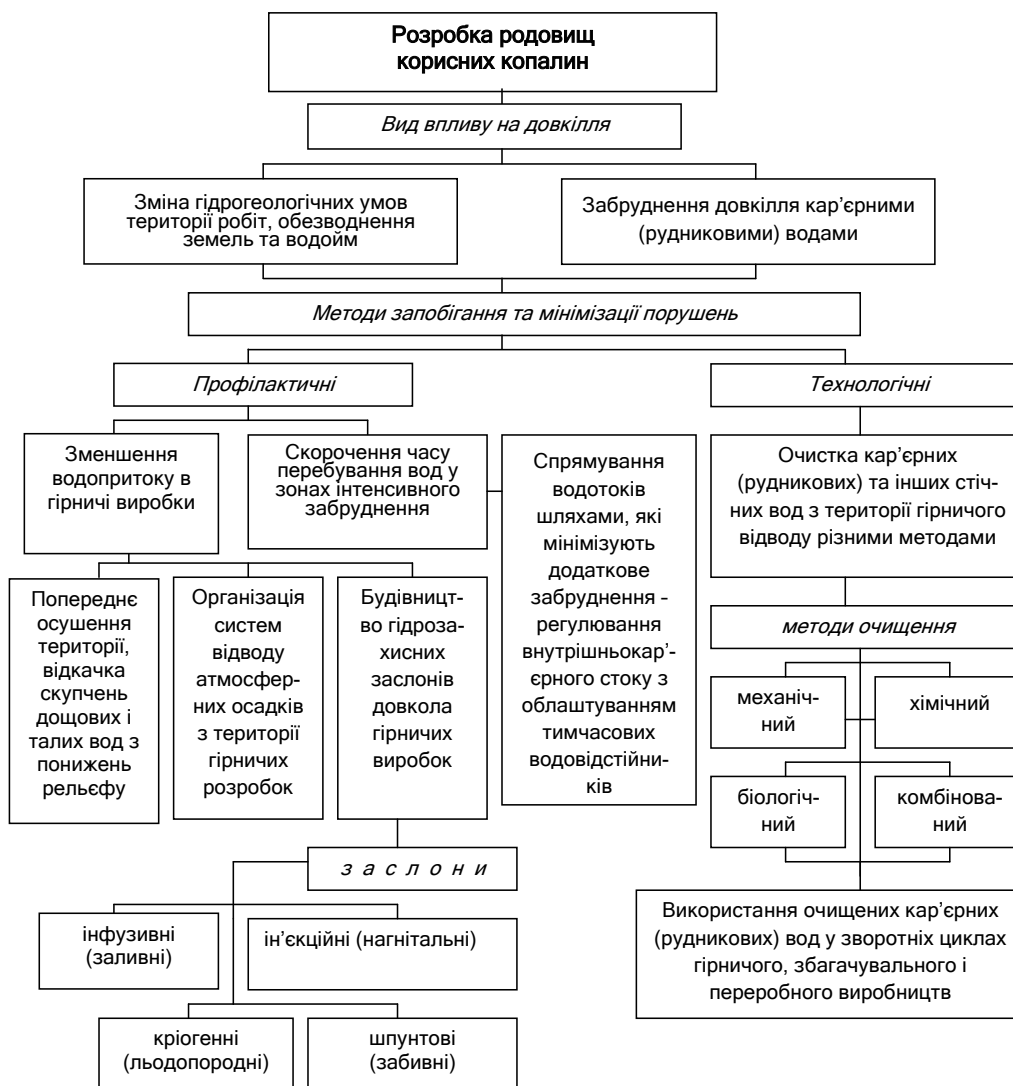 Розробка родовищ
корисних копалин
Вид впливу на довкілля
Зміна гідрогеологічних умов
території робіт, обезводнення
земель та водойм
Забруднення довкілля кар’єрними
(рудниковими) водами
Методи запобігання та мінімізації порушень
Профілактичні
Технологічні
Зменшення
водопритоку в
гірничі виробки
Скорочення часу
перебування вод у
зонах інтенсивного
забруднення
Спрямування
водотоків
шляхами, які
мінімізують
додаткове
забруднення -
регулювання
внутрішньокар’-
єрного стоку з
облаштуванням
тимчасових
водовідстійни-
ків
Очистка кар’єрних
(рудникових) та інших стіч-
них вод з території гірничого
відводу різними методами
Попереднє
осушення
території,
відкачка
скупчень
дощових і
талих вод з
понижень
рельєфу
Організація
систем
відводу
атмосфер-
них осадків
з території
гірничих
розробок
Будівницт-
во гідроза-
хисних
заслонів
довкола
гірничих
виробок
методи очищення
механіч-
ний
хімічний
біологіч-
ний
комбінова-
ний
з а с л о н и
інфузивні
(заливні)
ін’єкційні (нагнітальні)
кріогенні
(льодопородні)
шпунтові
(забивні)
Використання очищених кар’єрних
(рудникових) вод у зворотніх циклах
гірничого, збагачувального і
переробного виробництв